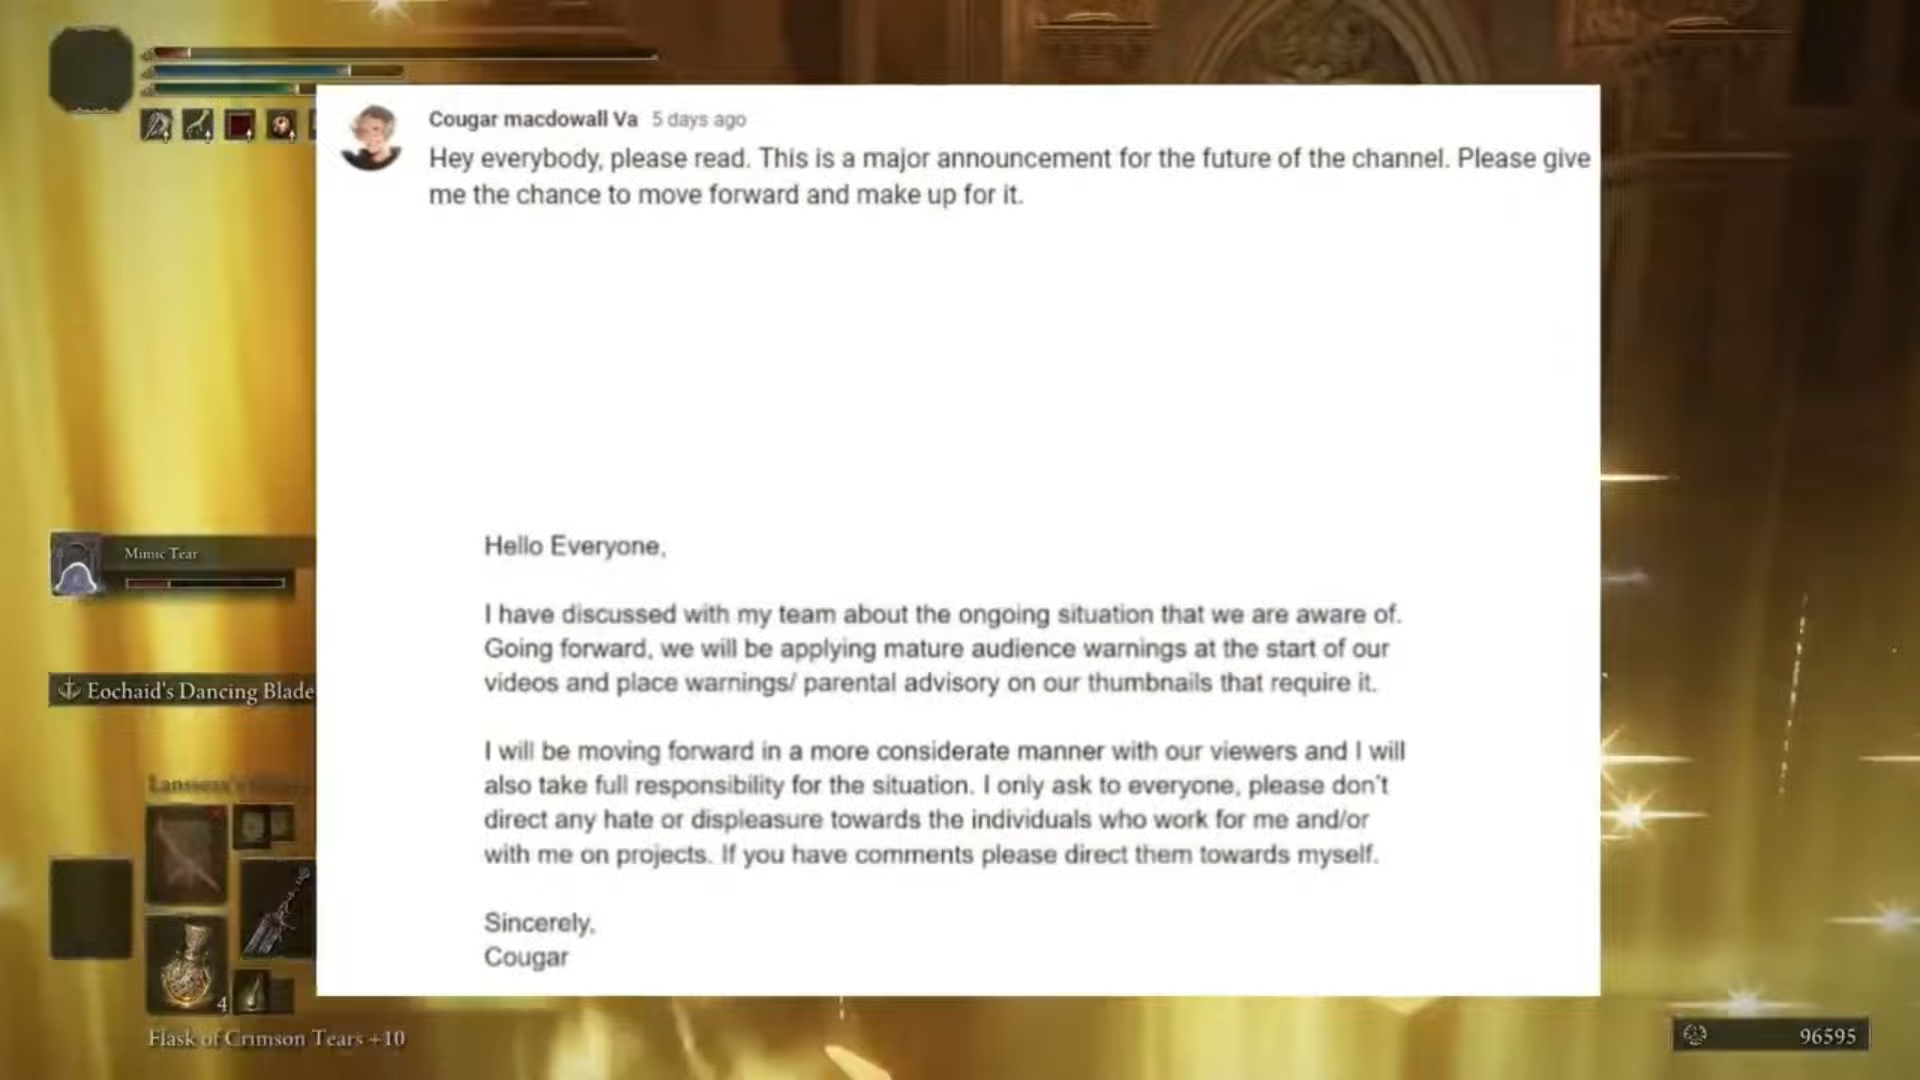 Cougar macdowall Va 5 days ago
Hey everybody, please read. This is a major announcement for the future of the channel. Please give
me the chance to move forward and make up for it.
Hello Everyone,
I have discussed with my team about the ongoing situation that we are aware of.
Going forward, we will be applying mature audience warnings at the start of our
videos and place warnings/ parental advisory on our thumbnails that require it.
I will be moving forward in a more considerate manner with our viewers and I will
also take full responsibility for the situation. I only ask to everyone, please don't
direct any hate or displeasure towards the individuals who work for me and/or
with me on projects. If you have comments please direct them towards myself.
Sincerely,
Cougar
Mimic Tear
Eochaid's Dancing Blade
4
Flask of Crimson Tears +10
96595